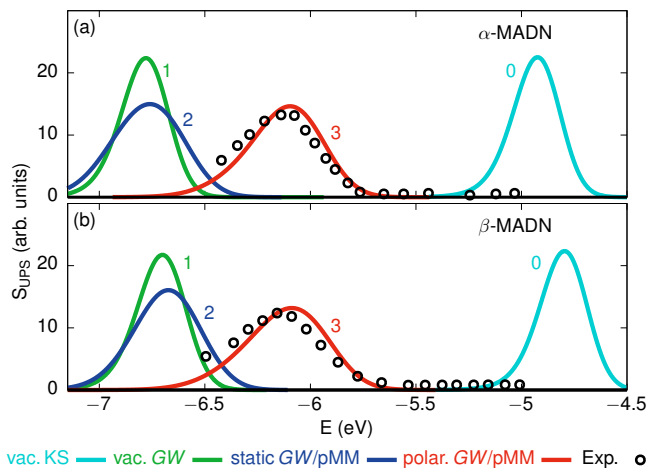 (a)
α-MADN
1
2
3
0
20
10
0
(b)
β-MADN
1
2
3
0
20
10
0
S_UPS (arb. units)
−7 −6.5 −6 −5.5 −5 −4.5
E (eV)
vac. KS vac. GW static GW/pMM polar. GW/pMM Exp.